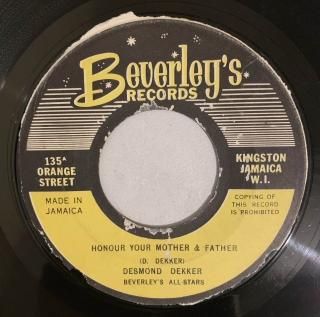 Beverley's
RECORDS
135A
ORANGE
STREET
KINGSTON
JAMAICA
W.I.
MADE IN
JAMAICA
COPYING OF
THIS RECORD
IS PROHIBITED
HONOUR YOUR MOTHER & FATHER
(D. DEKKER)
DESMOND DEKKER
BEVERLEY'S ALL-STARS